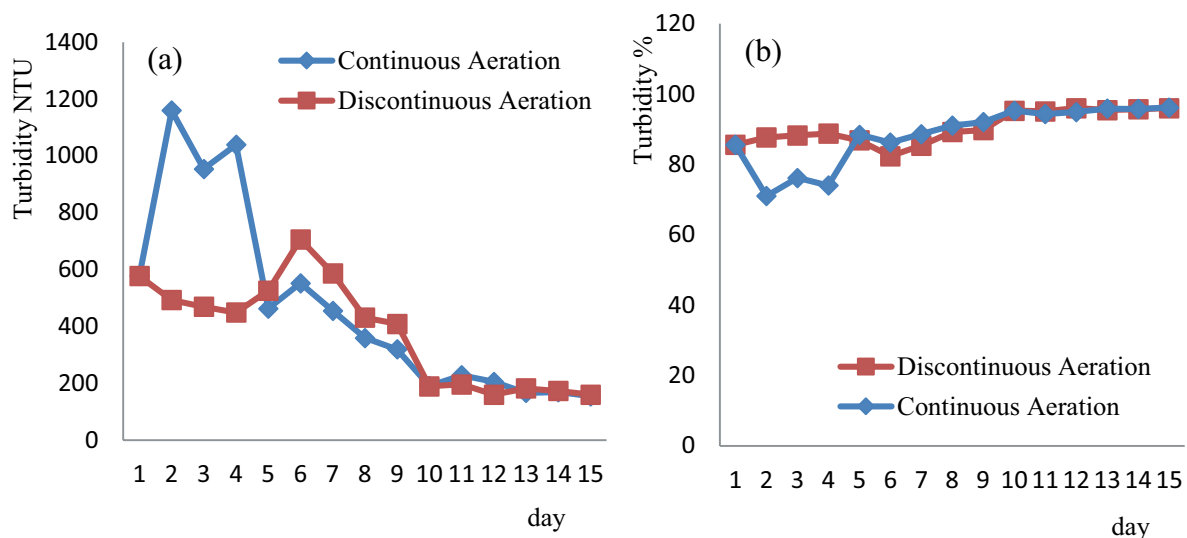 Turbidity NTU
1400
1200
1000
800
600
400
200
0
(a)
Continuous Aeration
Discontinuous Aeration
1 2 3 4 5 6 7 8 9 10 11 12 13 14 15
day
Turbidity %
120
100
80
60
40
20
0
(b)
Discontinuous Aeration
Continuous Aeration
1 2 3 4 5 6 7 8 9 10 11 12 13 14 15
day